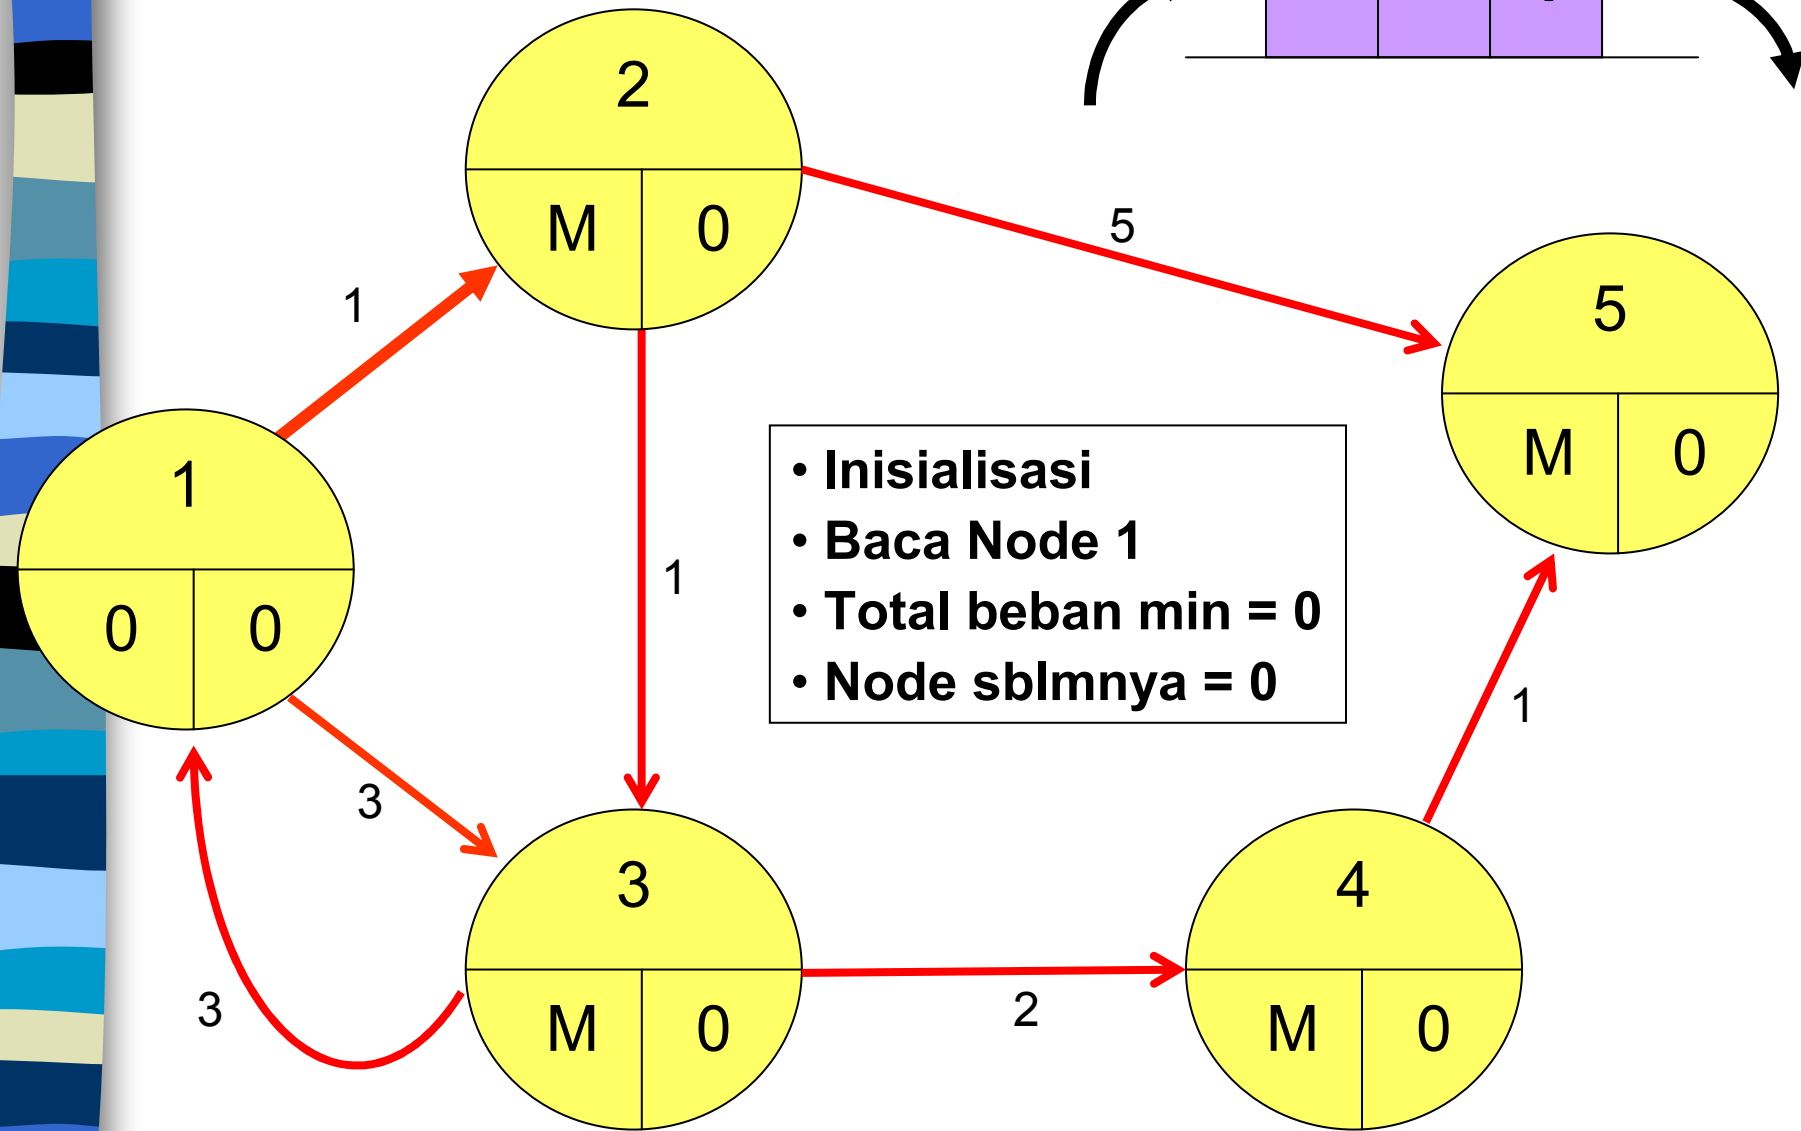 2
M 0
1
5
5
M 0
1
0 0
• Inisialisasi
• Baca Node 1
• Total beban min = 0
• Node sblmnya = 0
1
1
3
3
M 0
4
M 0
3
2